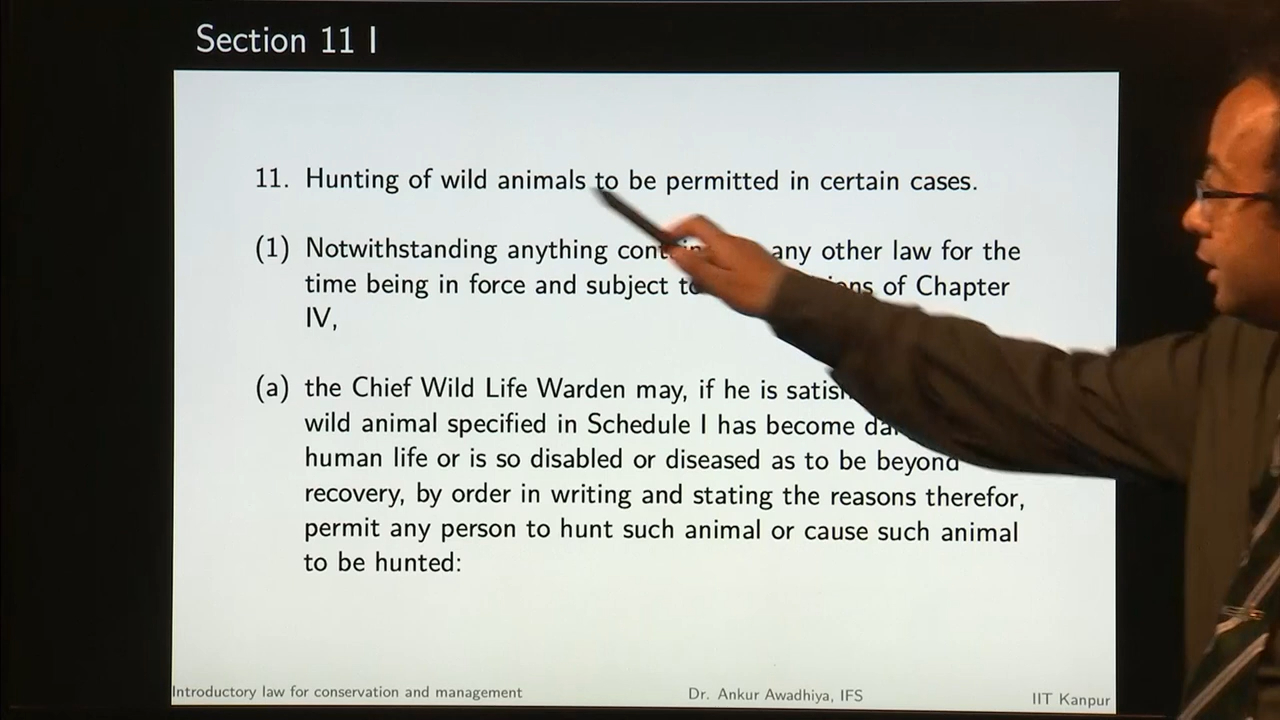 Section 11 I
11. Hunting of wild animals to be permitted in certain cases.
(1) Notwithstanding anything any other law for the
time being in force and subject of Chapter
IV,
(a) the Chief Wild Life Warden may, if he is
wild animal specified in Schedule I has become
human life or is so disabled or diseased as to be beyond
recovery, by order in writing and stating the reasons therefor,
permit any person to hunt such animal or cause such animal
to be hunted:
Introductory law for conservation and management Dr. Ankur Awadhiya, IFS IIT Kanpur